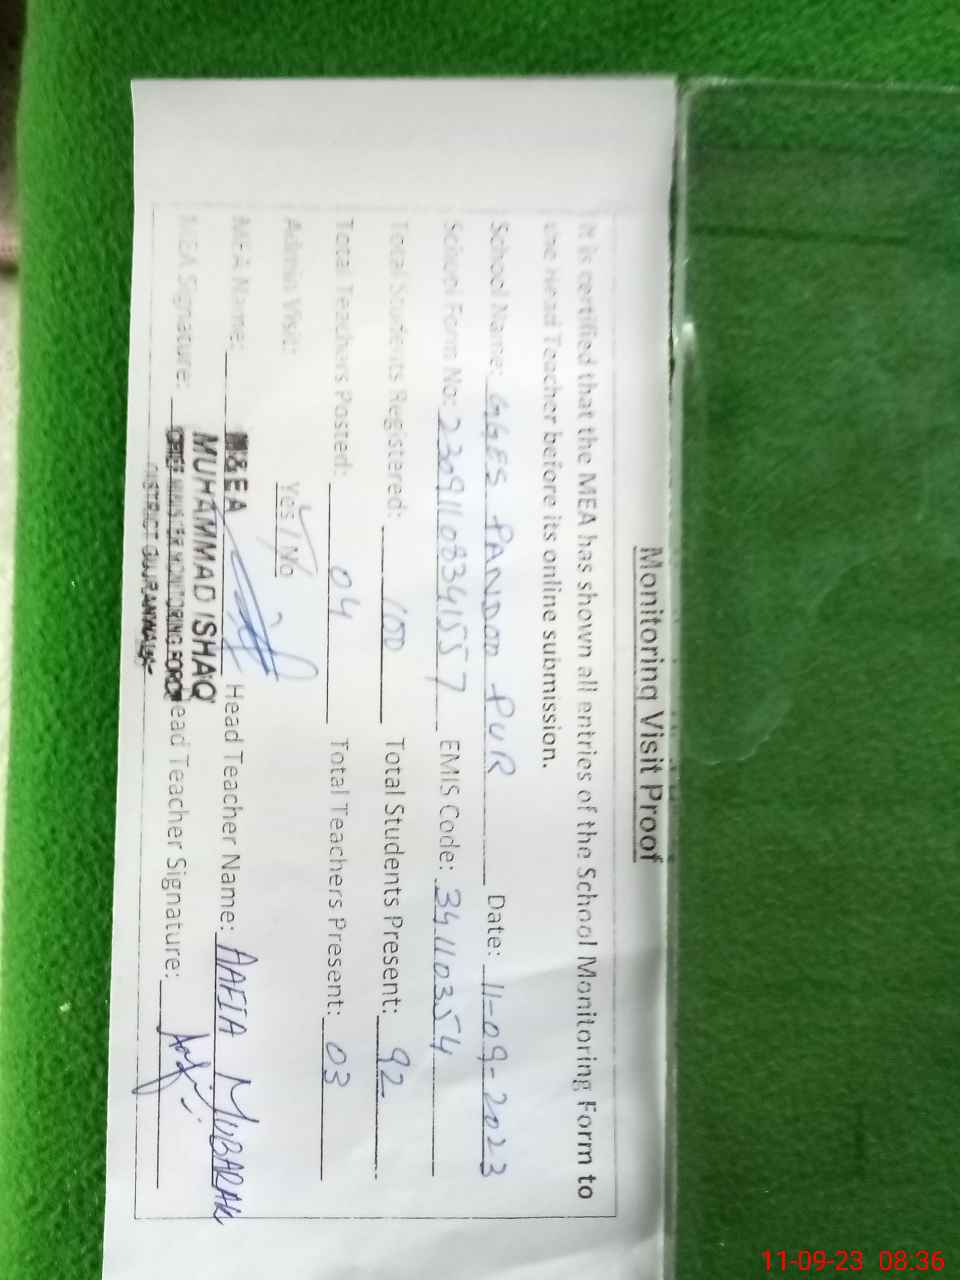 Monitoring Visit Proof
It is certified that the MEA has shown all entries of the School Monitoring Form to
the Head Teacher before its online submission.
School Name: GGES PANDOO PUR Date: 11-09-2023
School Form No: 23091108341557 EMIS Code: 34110354
Total Students Registered: 100 Total Students Present: 92
Total Teachers Posted: 04 Total Teachers Present: 03
Admin Visit: Yes / No
MEA Name: M&EA Head Teacher Name: AAFIA MUBARAK
MUHAMMAD ISHAQ
MEA Signature: Head Teacher Signature:
CHIEF MINISTER MONITORING FORCE
DISTRICT GUJRANWALA
11-09-23 08.36